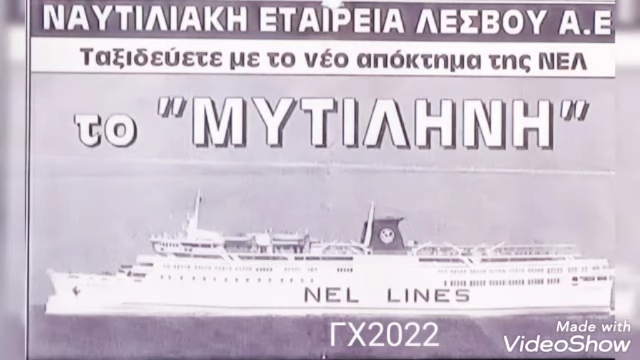 ΝΑΥΤΙΛΙΑΚΗ ΕΤΑΙΡΕΙΑ ΛΕΣΒΟΥ Α.Ε
Ταξιδεύετε με το νέο απόκτημα της ΝΕΛ
το "ΜΥΤΙΛΗΝΗ"
NEL LINES
ΓΧ2022
Made with
VideoShow